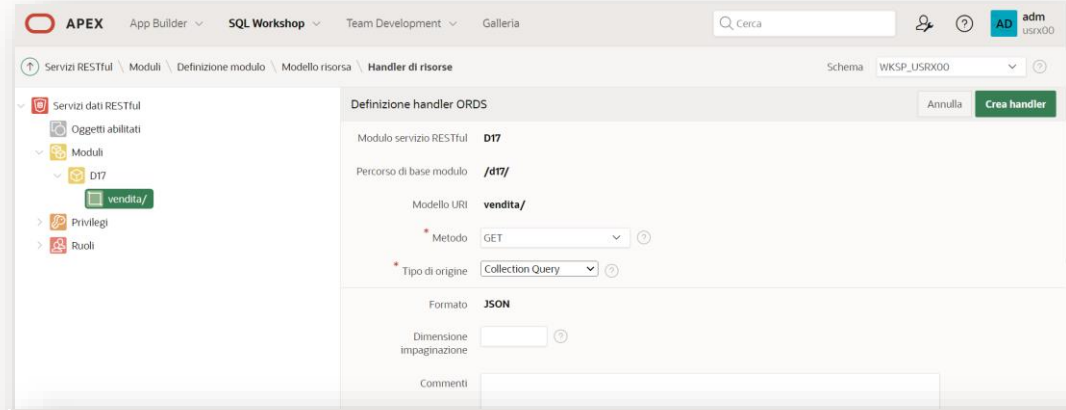 APEX App Builder SQL Workshop Team Development Galleria Cerca AD adm
usrx00
Servizi RESTful \ Moduli \ Definizione modulo \ Modello risorsa \ Handler di risorse Schema WKSP_USRX00
Servizi dati RESTful
Oggetti abilitati
Moduli
D17
vendita/
Privilegi
Ruoli
Definizione handler ORDS Annulla Crea handler
Modulo servizio RESTful D17
Percorso di base modulo /d17/
Modello URI vendita/
* Metodo GET
* Tipo di origine Collection Query
Formato JSON
Dimensione
impaginazione
Commenti